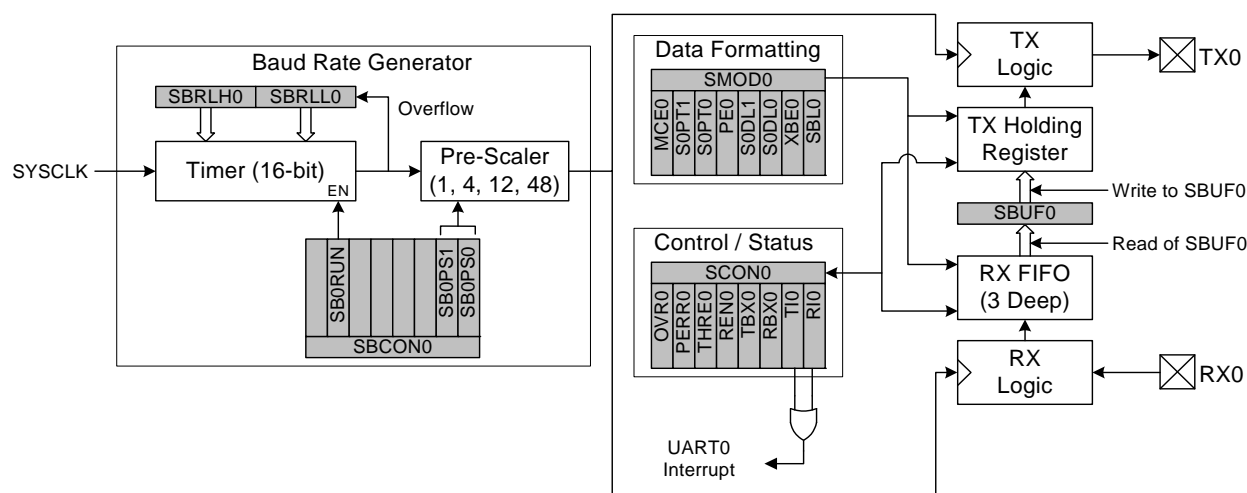 Baud Rate Generator
SBRLH0 SBRLL0
Overflow
SYSCLK
Timer (16-bit)
EN
Pre-Scaler
(1, 4, 12, 48)
SB0RUN
SB0PS1
SB0PS0
SBCON0
Data Formatting
SMOD0
MCE0
S0PT1
S0PT0
PE0
S0DL1
S0DL0
XBE0
SBL0
Control / Status
SCON0
OVR0
PERR0
THRE0
REN0
TBX0
RBX0
TI0
RI0
UART0
Interrupt
TX
Logic
TX0
TX Holding
Register
Write to SBUF0
SBUF0
Read of SBUF0
RX FIFO
(3 Deep)
RX
Logic
RX0